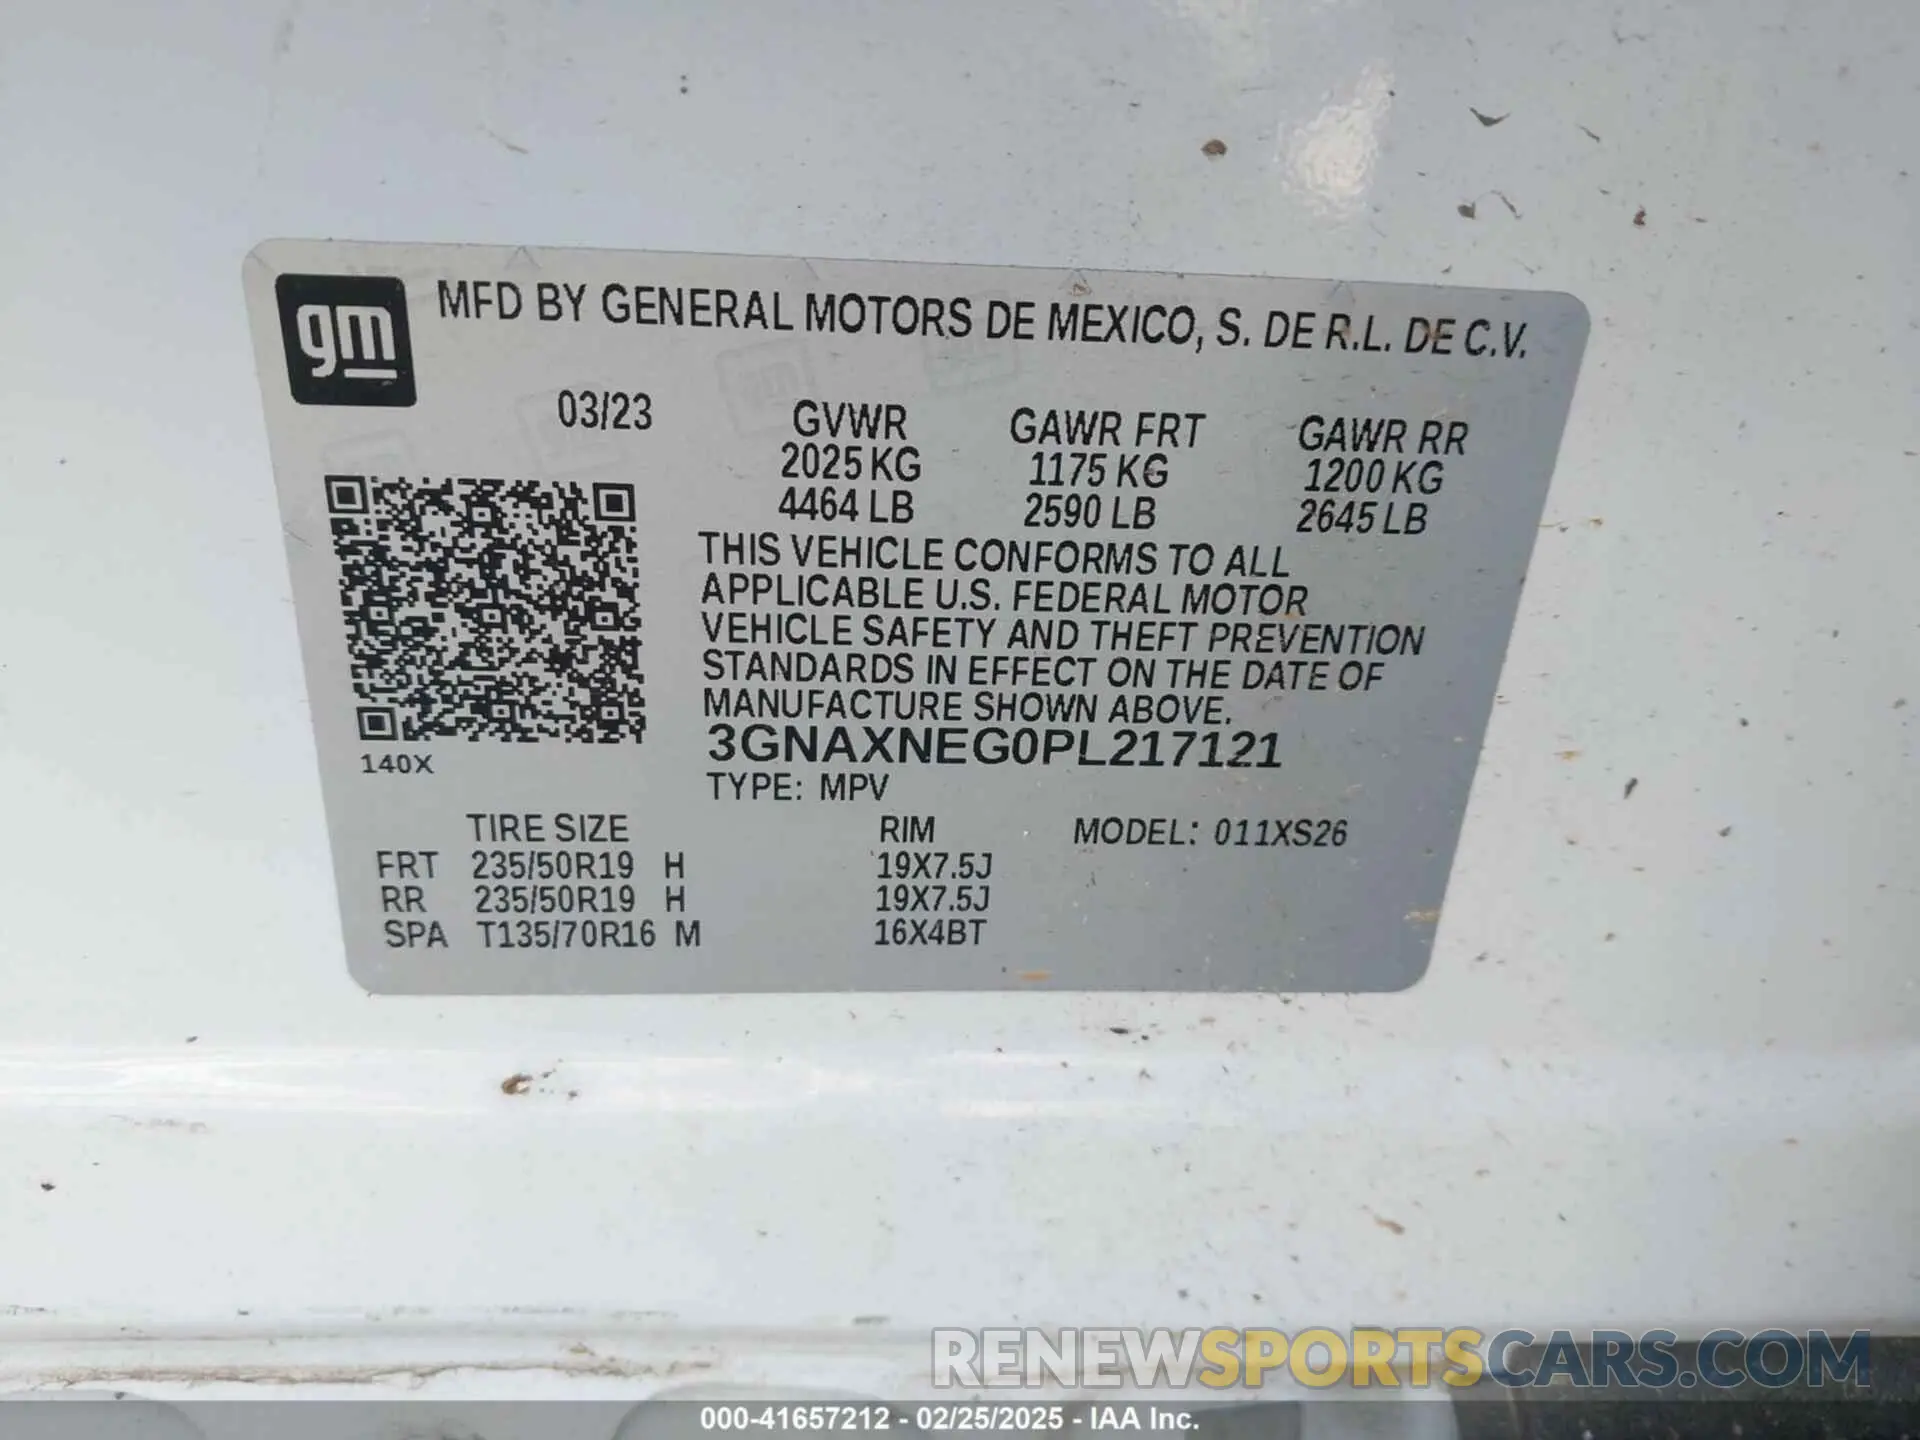 gm
MFD BY GENERAL MOTORS DE MEXICO, S. DE R.L. DE C.V.
03/23
GVWR GAWR FRT GAWR RR
2025 KG 1175 KG 1200 KG
4464 LB 2590 LB 2645 LB
THIS VEHICLE CONFORMS TO ALL
APPLICABLE U.S. FEDERAL MOTOR
VEHICLE SAFETY AND THEFT PREVENTION
STANDARDS IN EFFECT ON THE DATE OF
MANUFACTURE SHOWN ABOVE.
3GNAXNEG0PL217121
140X
TYPE: MPV
TIRE SIZE RIM MODEL: 011XS26
FRT 235/50R19 H 19X7.5J
RR 235/50R19 H 19X7.5J
SPA T135/70R16 M 16X4BT
RENEWSPORTSCARS.COM
000-41657212 - 02/25/2025 - IAA Inc.